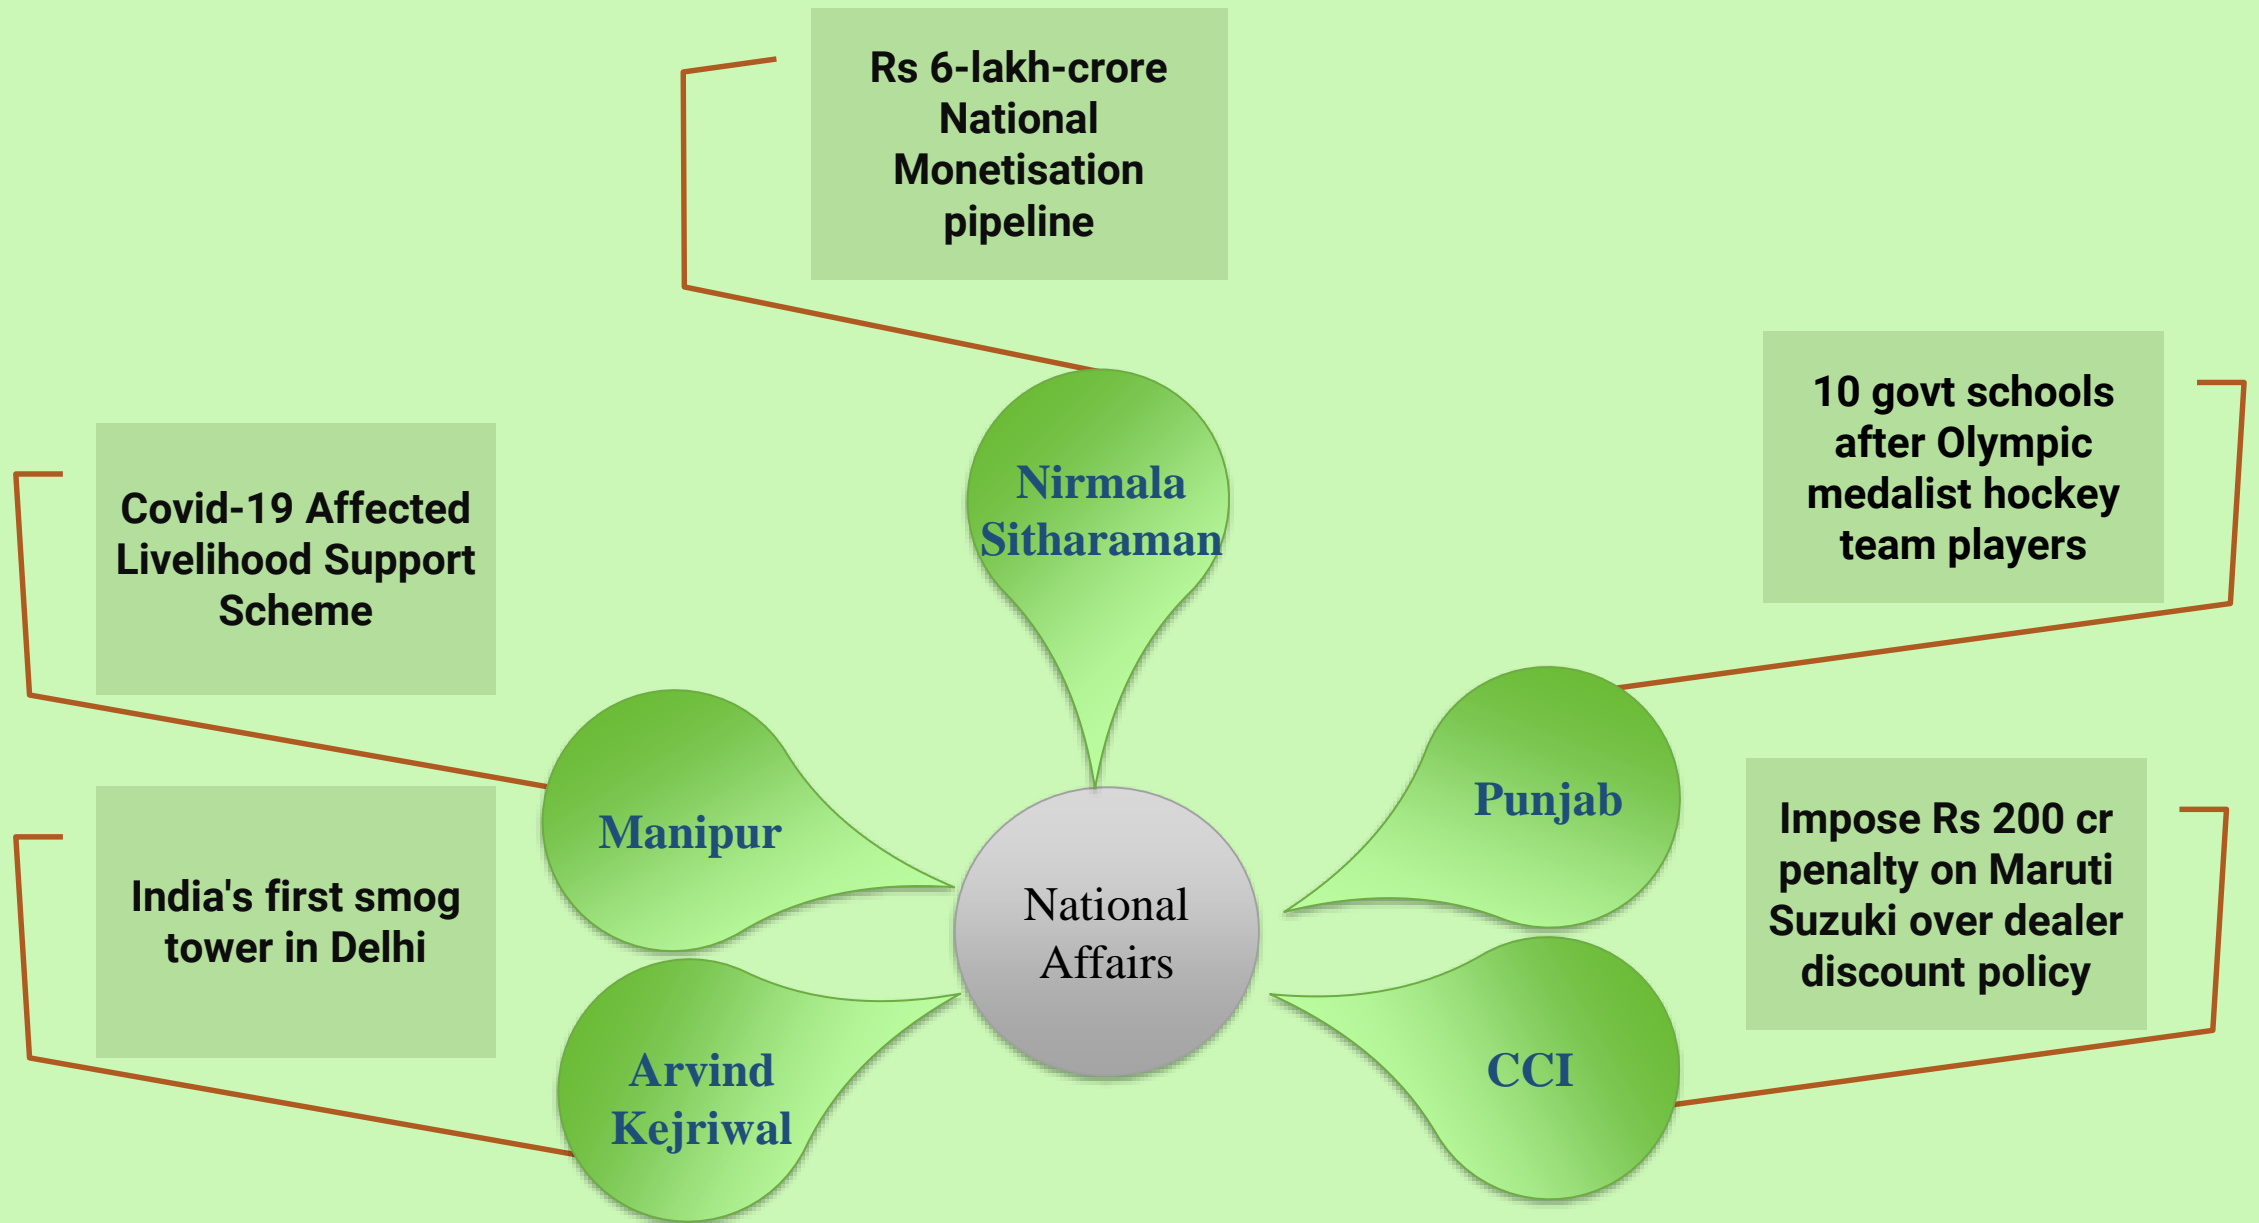 Rs 6-lakh-crore
National
Monetisation
pipeline
Nirmala
Sitharaman
10 govt schools
after Olympic
medalist hockey
team players
Punjab
Covid-19 Affected
Livelihood Support
Scheme
Manipur
National
Affairs
India's first smog
tower in Delhi
Arvind
Kejriwal
Impose Rs 200 cr
penalty on Maruti
Suzuki over dealer
discount policy
CCI